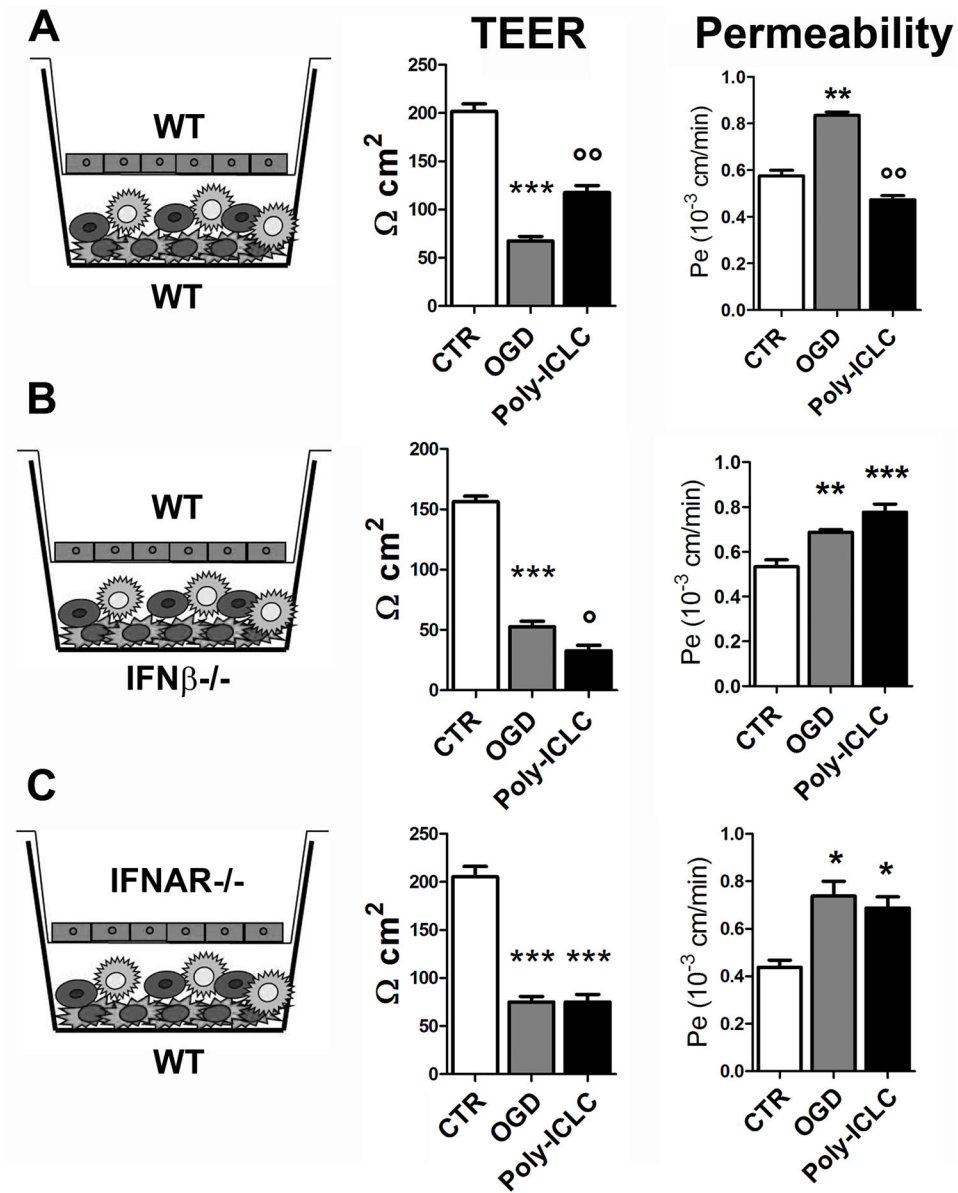 A
TEER
Permeability
WT
WT
Ω cm²
250
200
150
100
50
0
***
°°
CTR
OGD
Poly-ICLC
Pe (10⁻³ cm/min)
1.0
0.8
0.6
0.4
0.2
0.0
**
°°
CTR
OGD
Poly-ICLC
B
WT
IFNβ-/-
Ω cm²
200
150
100
50
0
***
°
CTR
OGD
Poly-ICLC
Pe (10⁻³ cm/min)
1.0
0.8
0.6
0.4
0.2
0.0
**
***
CTR
OGD
Poly-ICLC
C
IFNAR-/-
WT
Ω cm²
250
200
150
100
50
0
*** ***
CTR
OGD
Poly-ICLC
Pe (10⁻³ cm/min)
1.0
0.8
0.6
0.4
0.2
0.0
*
*
CTR
OGD
Poly-ICLC